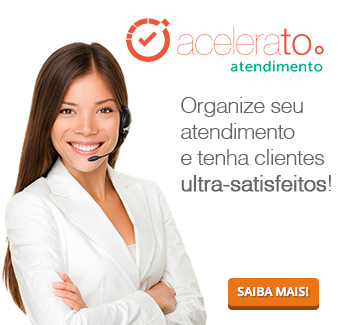 acelerato
atendimento
Organize seu
atendimento
e tenha clientes
ultra-satisfeitos!
SAIBA MAIS!